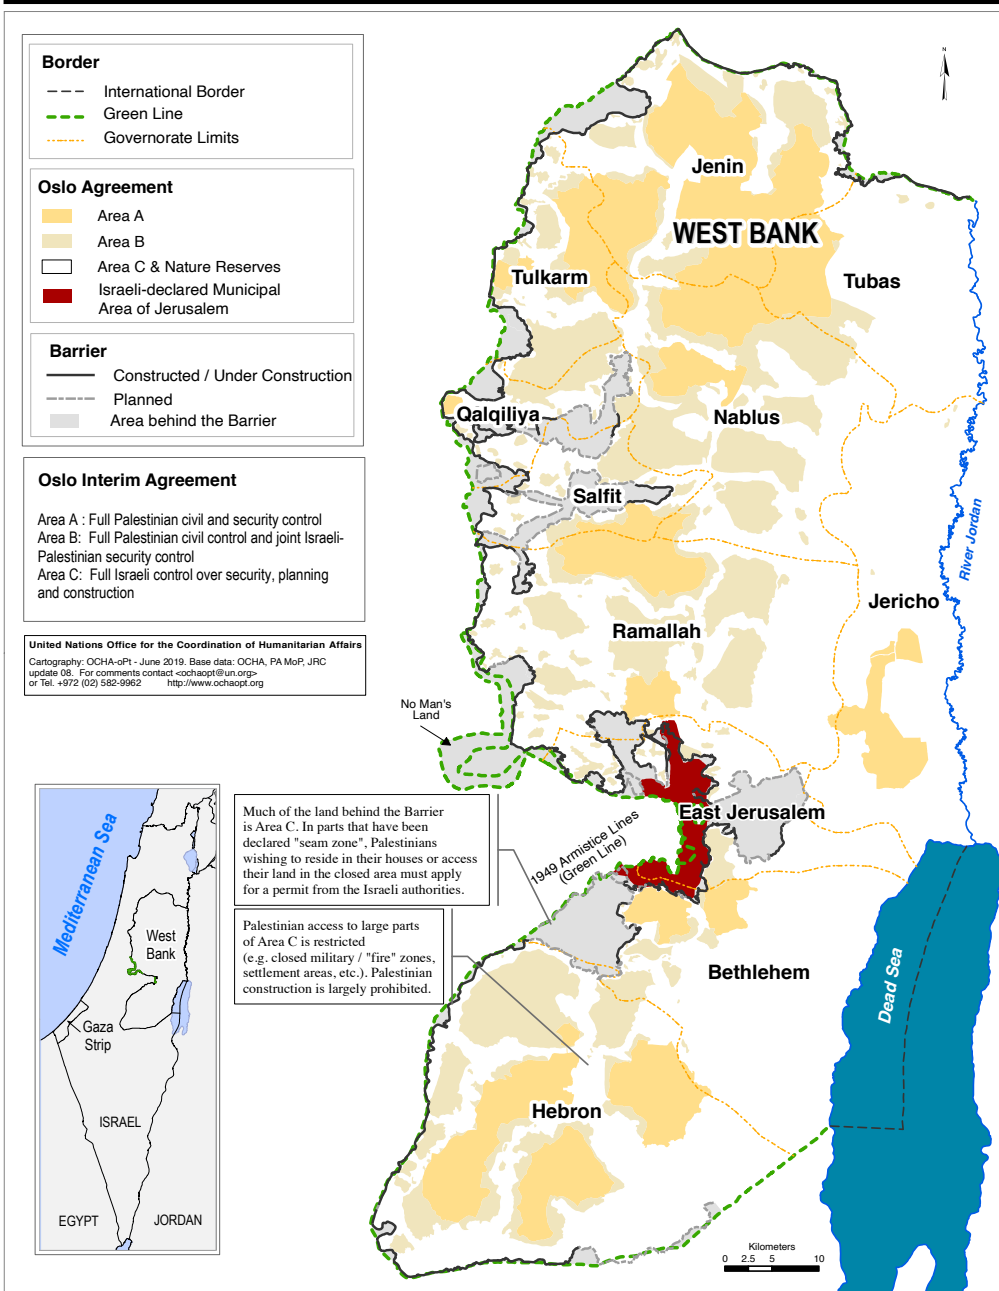 Border
International Border
Green Line
Governorate Limits
Oslo Agreement
Area A
Area B
Area C & Nature Reserves
Israeli-declared Municipal
Area of Jerusalem
Barrier
Constructed / Under Construction
Planned
Area behind the Barrier
Oslo Interim Agreement
Area A : Full Palestinian civil and security control
Area B: Full Palestinian civil control and joint Israeli-
Palestinian security control
Area C: Full Israeli control over security, planning
and construction
United Nations Office for the Coordination of Humanitarian Affairs
Cartography: OCHA-oPt - June 2019. Base data: OCHA, PA MoP, JRC
update 08. For comments contact <ochaopt@un.org>
or Tel. +972 (02) 582-9962 http://www.ochaopt.org
N
Jenin
WEST BANK
Tulkarm
Tubas
Qalqiliya
Nablus
Salfit
River Jordan
Jericho
Ramallah
No Man's
Land
East Jerusalem
1949 Armistice Lines
(Green Line)
Much of the land behind the Barrier
is Area C. In parts that have been
declared "seam zone", Palestinians
wishing to reside in their houses or access
their land in the closed area must apply
for a permit from the Israeli authorities.
Palestinian access to large parts
of Area C is restricted
(e.g. closed military / "fire" zones,
settlement areas, etc.). Palestinian
construction is largely prohibited.
Bethlehem
Dead Sea
Hebron
Mediterranean Sea
West
Bank
Gaza
Strip
ISRAEL
EGYPT
JORDAN
Kilometers
0 2.5 5 10